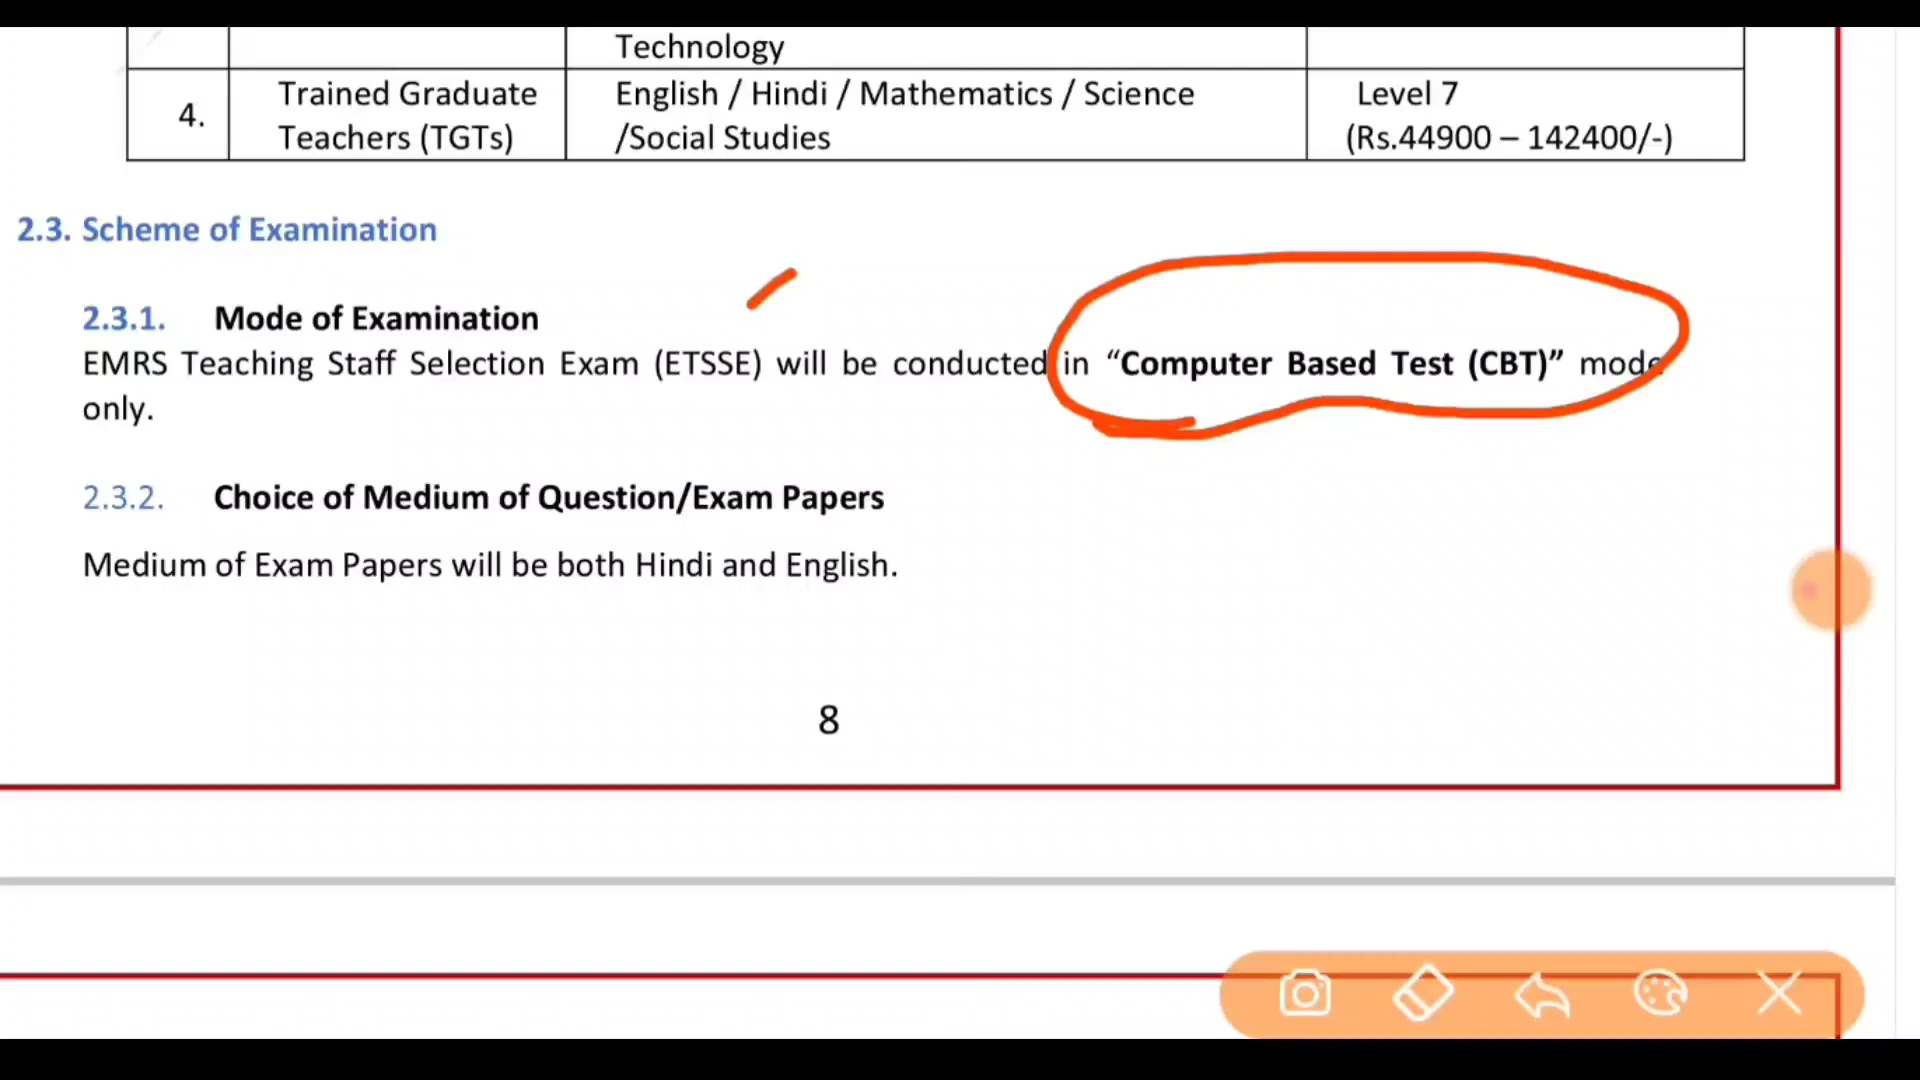 Technology
4.
Trained Graduate
Teachers (TGTs)
English / Hindi / Mathematics / Science
/Social Studies
Level 7
(Rs.44900 – 142400/-)
2.3. Scheme of Examination
2.3.1. Mode of Examination
EMRS Teaching Staff Selection Exam (ETSSE) will be conducted in “Computer Based Test (CBT)” mode
only.
2.3.2. Choice of Medium of Question/Exam Papers
Medium of Exam Papers will be both Hindi and English.
8